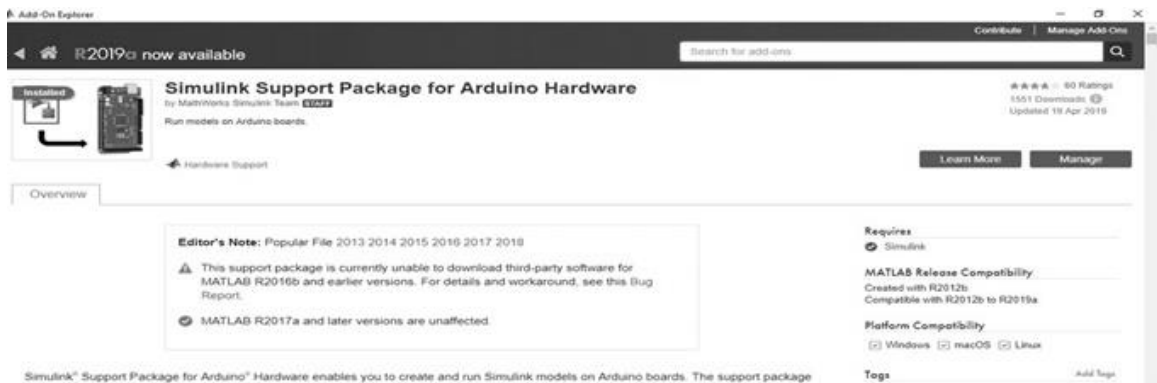 Add-On Explorer
Contribute | Manage Add-Ons
R2019a now available
Search for add-ons
Installed
Simulink Support Package for Arduino Hardware
by MathWorks Simulink Team STAFF
Run models on Arduino boards.
60 Ratings
1551 Downloads
Updated 19 Apr 2019
Hardware Support
Learn More
Manage
Overview
Editor's Note: Popular File 2013 2014 2015 2016 2017 2018
This support package is currently unable to download third-party software for
MATLAB R2016b and earlier versions. For details and workaround, see this Bug
Report.
MATLAB R2017a and later versions are unaffected.
Requires
Simulink
MATLAB Release Compatibility
Created with R2012b
Compatible with R2012b to R2019a
Platform Compatibility
Windows macOS Linux
Simulink® Support Package for Arduino® Hardware enables you to create and run Simulink models on Arduino boards. The support package
Tags
Add Tags